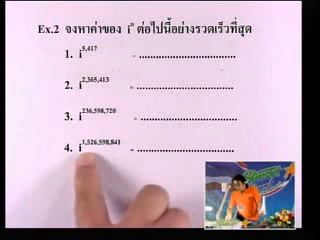 Ex.2 จงหาค่าของ iⁿ ต่อไปนี้อย่างรวดเร็วที่สุด
1. i^5,417 = ..................................
2. i^2,365,413 = ..................................
3. i^236,598,720 = ..................................
4. i^1,526,598,841 = ..................................